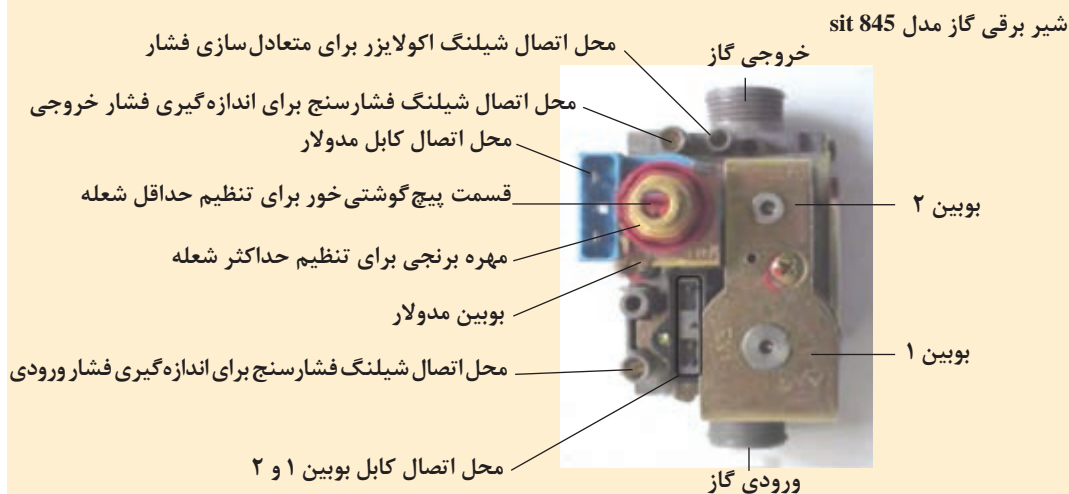 شیر برقی گاز مدل sit 845
خروجی گاز
محل اتصال شیلنگ اکولایزر برای متعادل‌سازی فشار
محل اتصال شیلنگ فشارسنج برای اندازه‌گیری فشار خروجی
محل اتصال کابل مدولار
قسمت پیچ‌گوشتی‌خور برای تنظیم حداقل شعله
بوبین ۲
مهره برنجی برای تنظیم حداکثر شعله
بوبین مدولار
بوبین ۱
محل اتصال شیلنگ فشارسنج برای اندازه‌گیری فشار ورودی
محل اتصال کابل بوبین ۱ و ۲
ورودی گاز